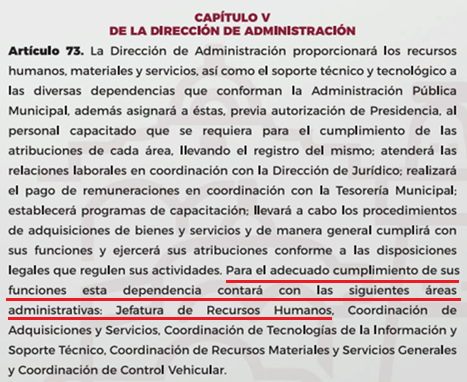 CAPÍTULO V
DE LA DIRECCIÓN DE ADMINISTRACIÓN
Artículo 73. La Dirección de Administración proporcionará los recursos
humanos, materiales y servicios, así como el soporte técnico y tecnológico a
las diversas dependencias que conforman la Administración Pública
Municipal, además asignará a éstas, previa autorización de Presidencia, al
personal capacitado que se requiera para el cumplimiento de las
atribuciones de cada área, llevando el registro del mismo; atenderá las
relaciones laborales en coordinación con la Dirección de Jurídico; realizará
el pago de remuneraciones en coordinación con la Tesorería Municipal;
establecerá programas de capacitación; llevará a cabo los procedimientos
de adquisiciones de bienes y servicios y de manera general cumplirá con
sus funciones y ejercerá sus atribuciones conforme a las disposiciones
legales que regulen sus actividades. Para el adecuado cumplimiento de sus
funciones esta dependencia contará con las siguientes áreas
administrativas: Jefatura de Recursos Humanos, Coordinación de
Adquisiciones y Servicios, Coordinación de Tecnologías de la Información y
Soporte Técnico, Coordinación de Recursos Materiales y Servicios Generales
y Coordinación de Control Vehicular.